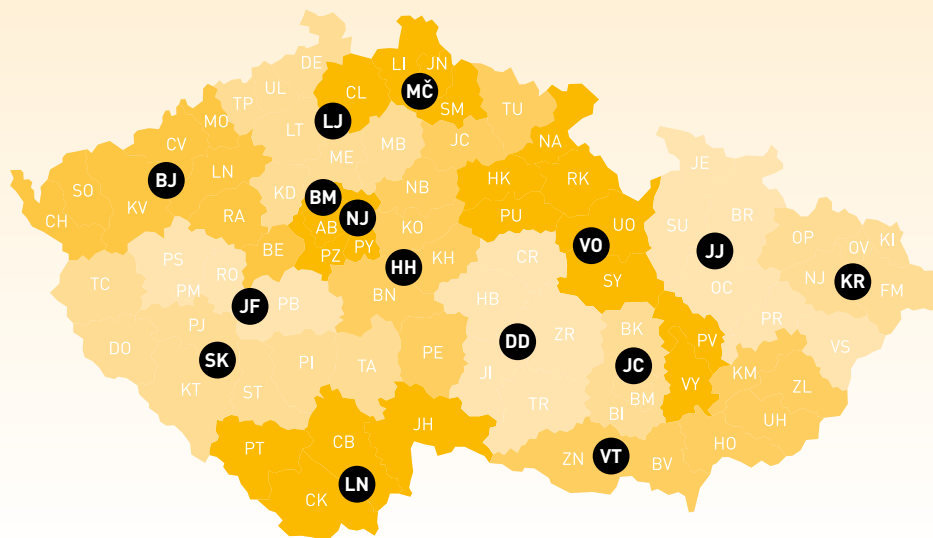 DE
LI
JN
UL
CL
MČ
TP
SM
TU
MO
LJ
LT
CV
MB
JC
NA
ME
JE
LN
BJ
HK
RK
SO
KD
BM
NB
KV
RA
NJ
PU
BR
CH
AB
KO
UO
SU
OP
KI
BE
PZ
PY
VO
JJ
OV
PS
CR
KH
HH
RO
TC
NJ
KR
SY
FM
PM
BN
OC
JF
PB
HB
PJ
PR
BK
ZR
DO
DD
PV
VS
PE
SK
PI
TA
JC
JI
KM
VY
ZL
KT
ST
BM
TR
BI
JH
UH
CB
PT
HO
ZN
VT
BV
LN
CK